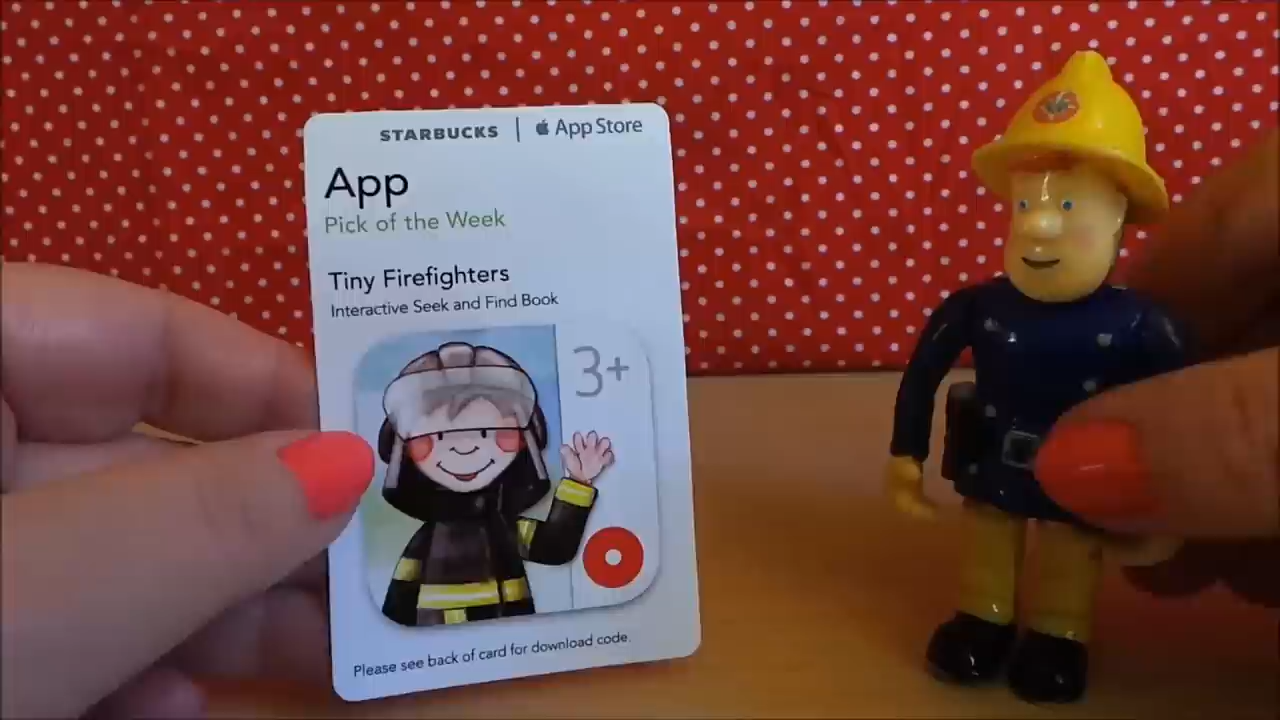 STARBUCKS | App Store
App
Pick of the Week
Tiny Firefighters
Interactive Seek and Find Book
3+
Please see back of card for download code.